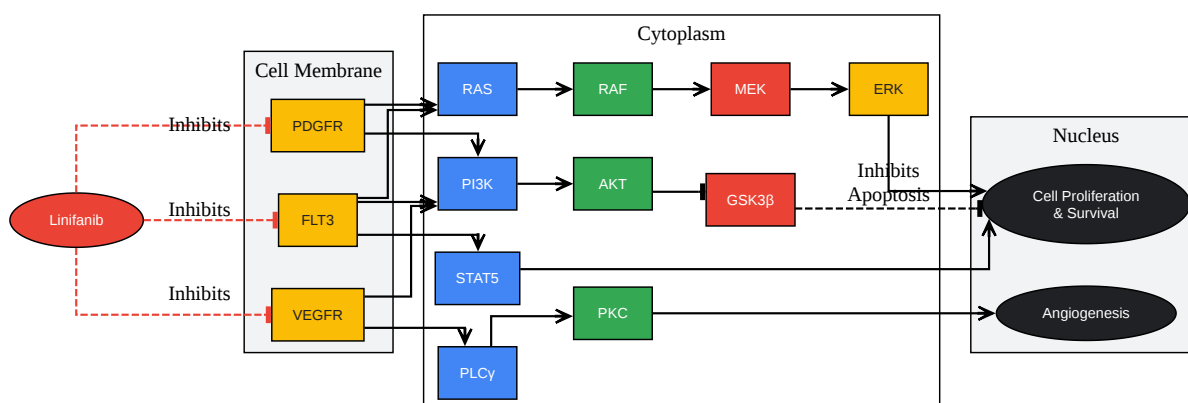 Cytoplasm
Cell Membrane
RAS
RAF
MEK
ERK
Inhibits
PDGFR
Nucleus
PI3K
AKT
GSK3β
Inhibits
Apoptosis
Cell Proliferation
& Survival
Linifanib
Inhibits
FLT3
STAT5
Inhibits
VEGFR
PKC
Angiogenesis
PLCγ